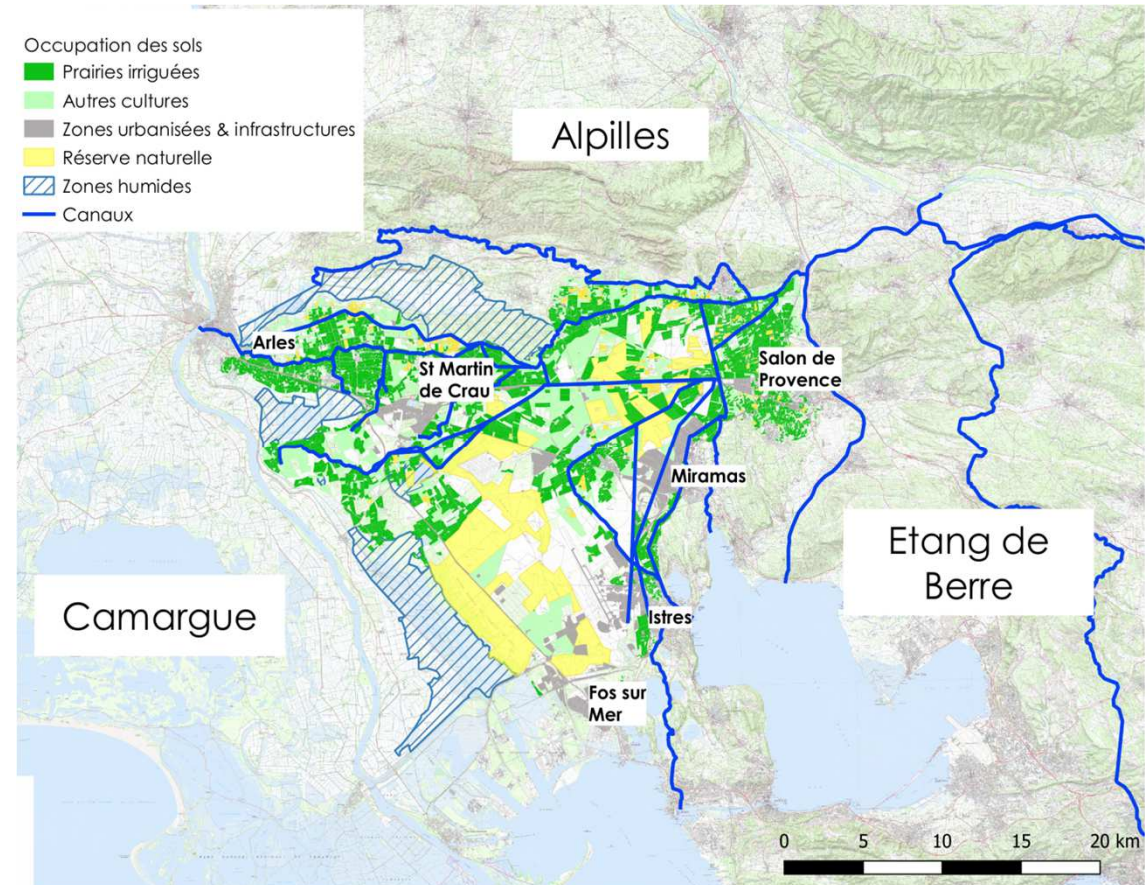 Occupation des sols
Prairies irriguées
Autres cultures
Zones urbanisées & infrastructures
Réserve naturelle
Zones humides
Canaux
Alpilles
Arles
St Martin
de Crau
Salon de
Provence
Miramas
Etang de
Berre
Camargue
Istres
Fos sur
Mer
0 5 10 15 20 km